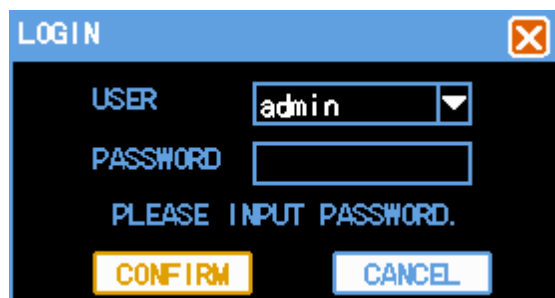 LOGIN
USER admin
PASSWORD
PLEASE INPUT PASSWORD.
CONFIRM CANCEL